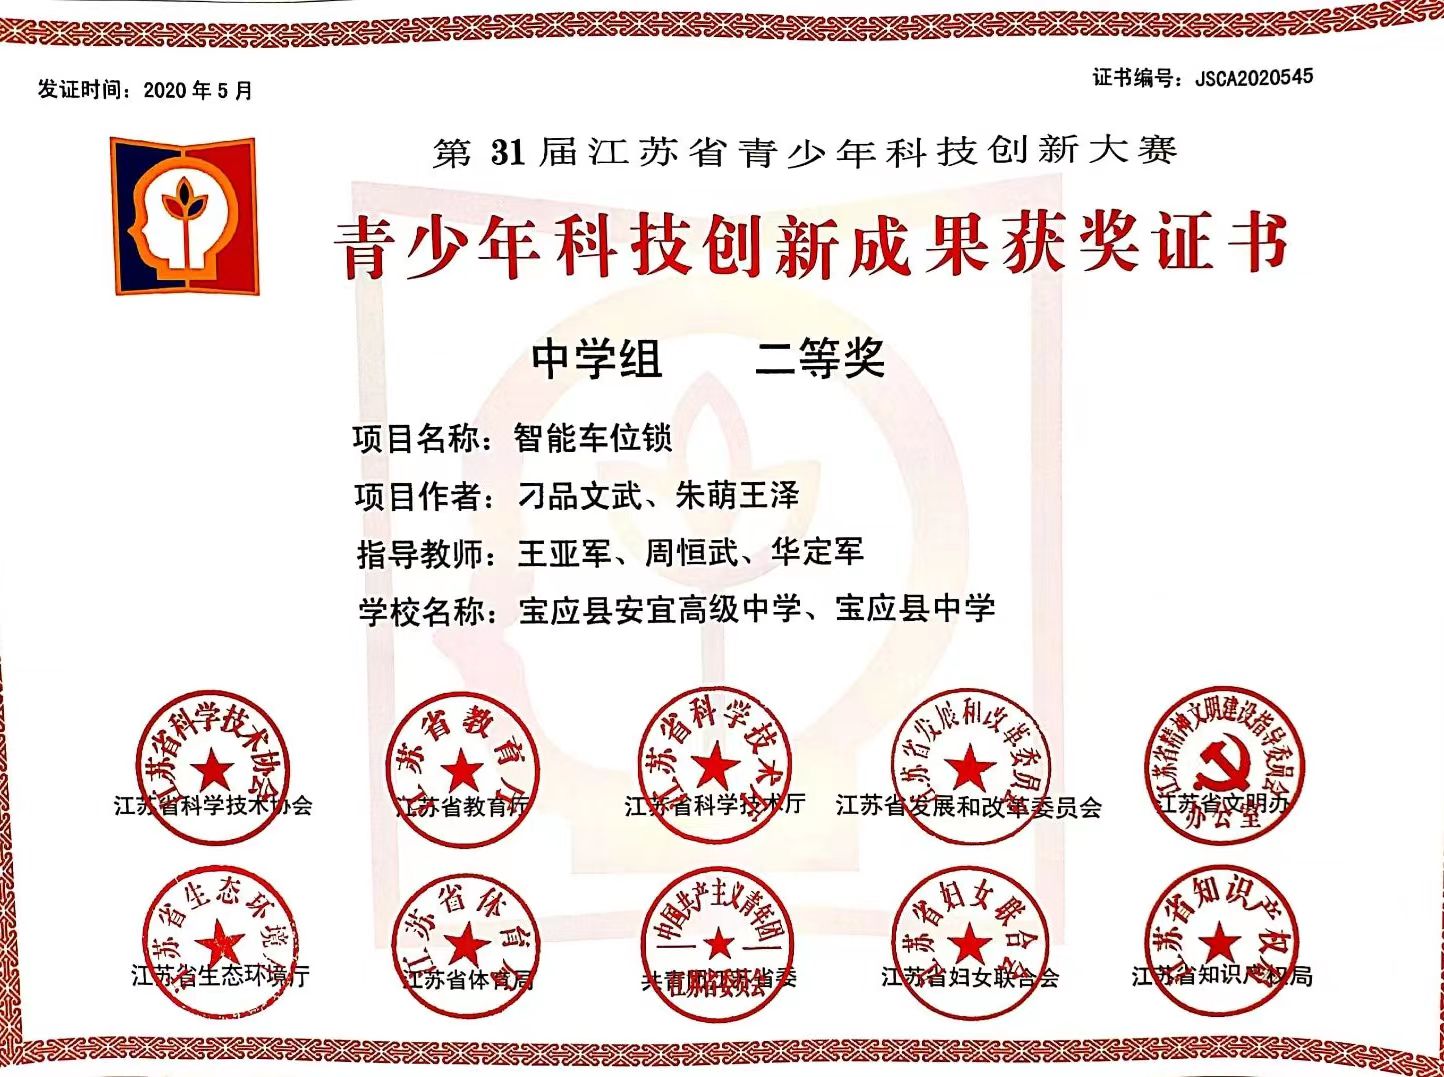 发证时间：2020 年 5 月
证书编号：JSCA2020545
第 31 届江苏省青少年科技创新大赛
青少年科技创新成果获奖证书
中学组 二等奖
项目名称：智能车位锁
项目作者：刁品文武、朱萌王泽
指导教师：王亚军、周恒武、华定军
学校名称：宝应县安宜高级中学、宝应县中学
江苏省科学技术协会
江苏省科学技术协会
江苏省教育厅
江苏省教育厅
江苏省科学技术厅
江苏省科学技术厅
江苏省发展和改革委员会
江苏省发展和改革委员会
江苏省精神文明建设指导委员会
办公室
江苏省文明办
江苏省生态环境厅
江苏省生态环境厅
江苏省体育局
江苏省体育局
中国共产主义青年团
江苏省委员会
共青团江苏省委
江苏省妇女联合会
江苏省妇女联合会
江苏省知识产权局
江苏省知识产权局